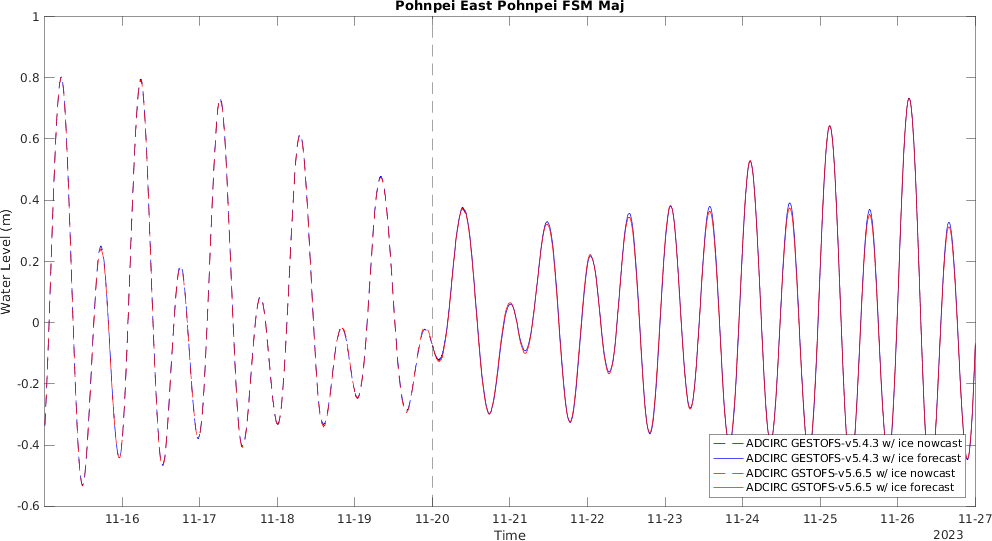 Pohnpei East Pohnpei FSM Maj
Water Level (m)
1
0.8
0.6
0.4
0.2
0
-0.2
-0.4
-0.6
ADCIRC GESTOFS-v5.4.3 w/ ice nowcast
ADCIRC GESTOFS-v5.4.3 w/ ice forecast
ADCIRC GSTOFS-v5.6.5 w/ ice nowcast
ADCIRC GSTOFS-v5.6.5 w/ ice forecast
11-16 11-17 11-18 11-19 11-20 11-21 11-22 11-23 11-24 11-25 11-26 11-27
Time
2023